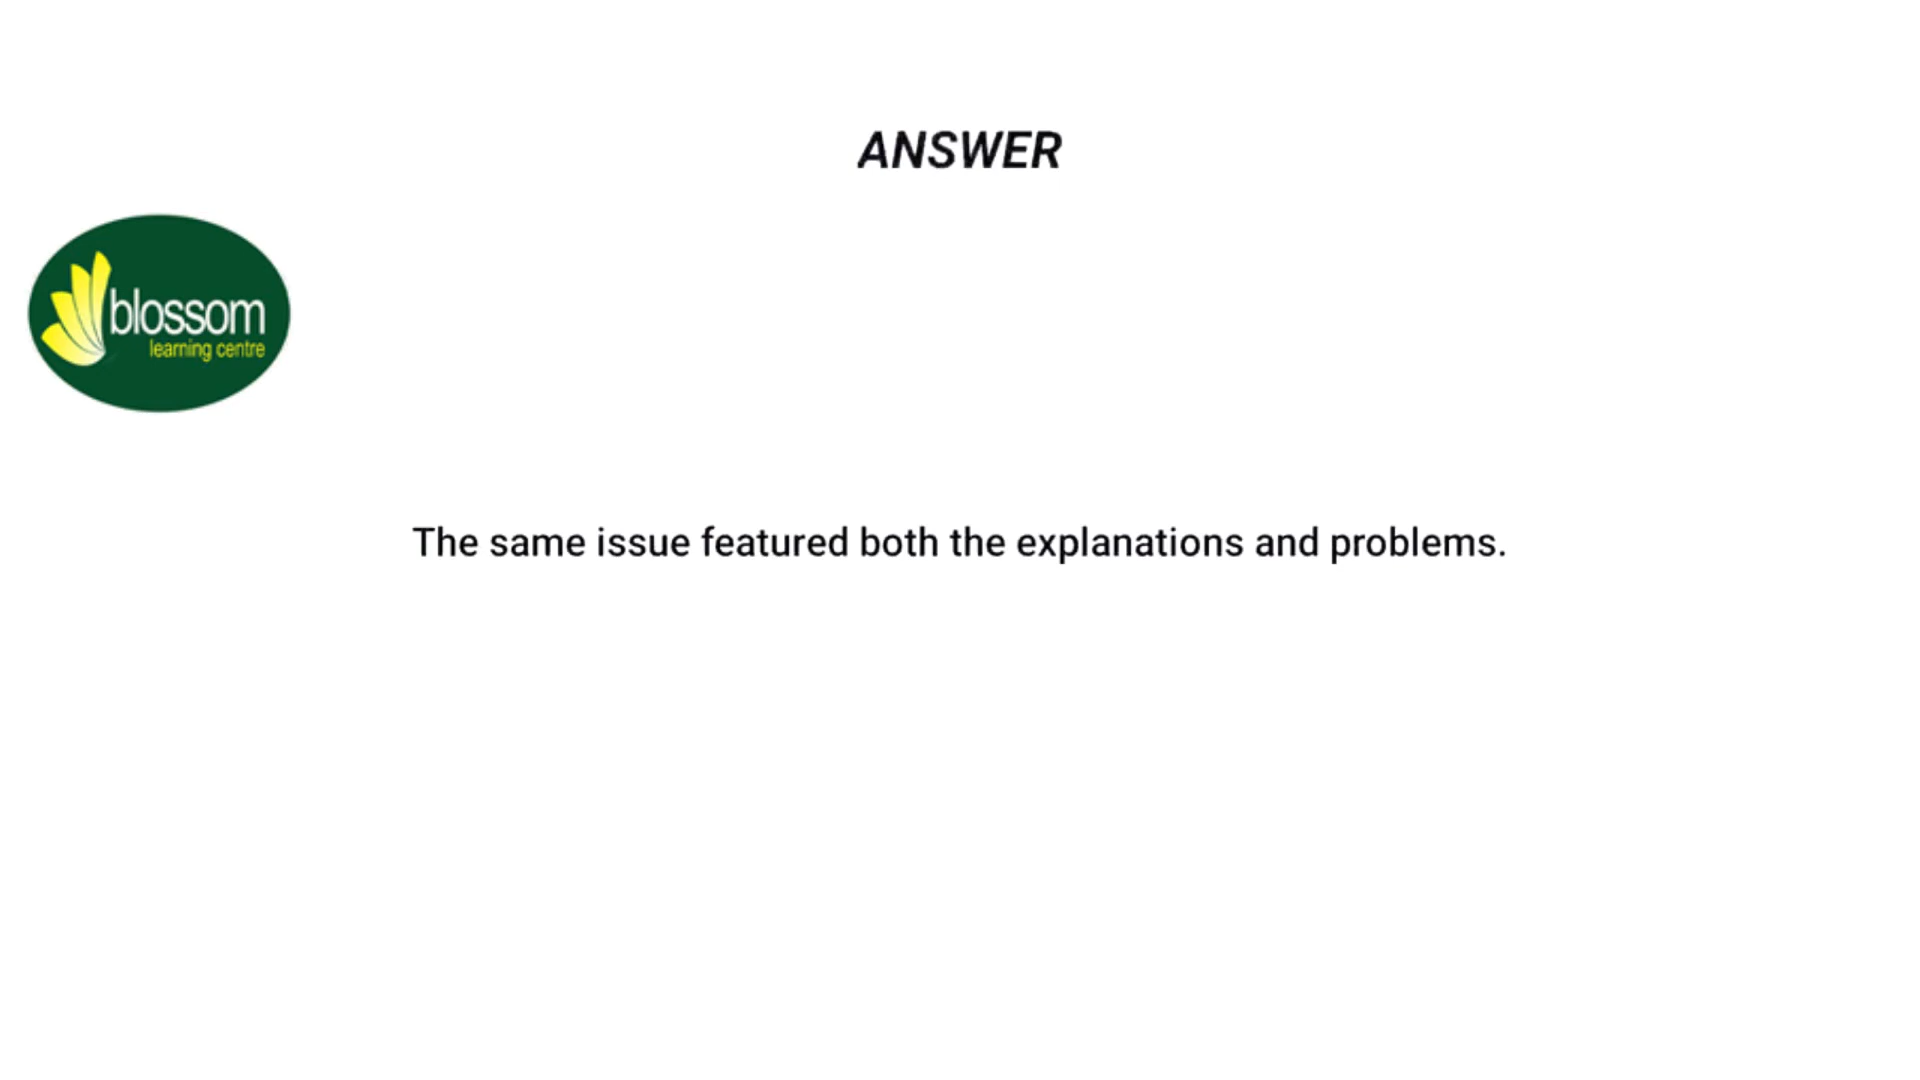 ANSWER
blossom
learning centre
The same issue featured both the explanations and problems.